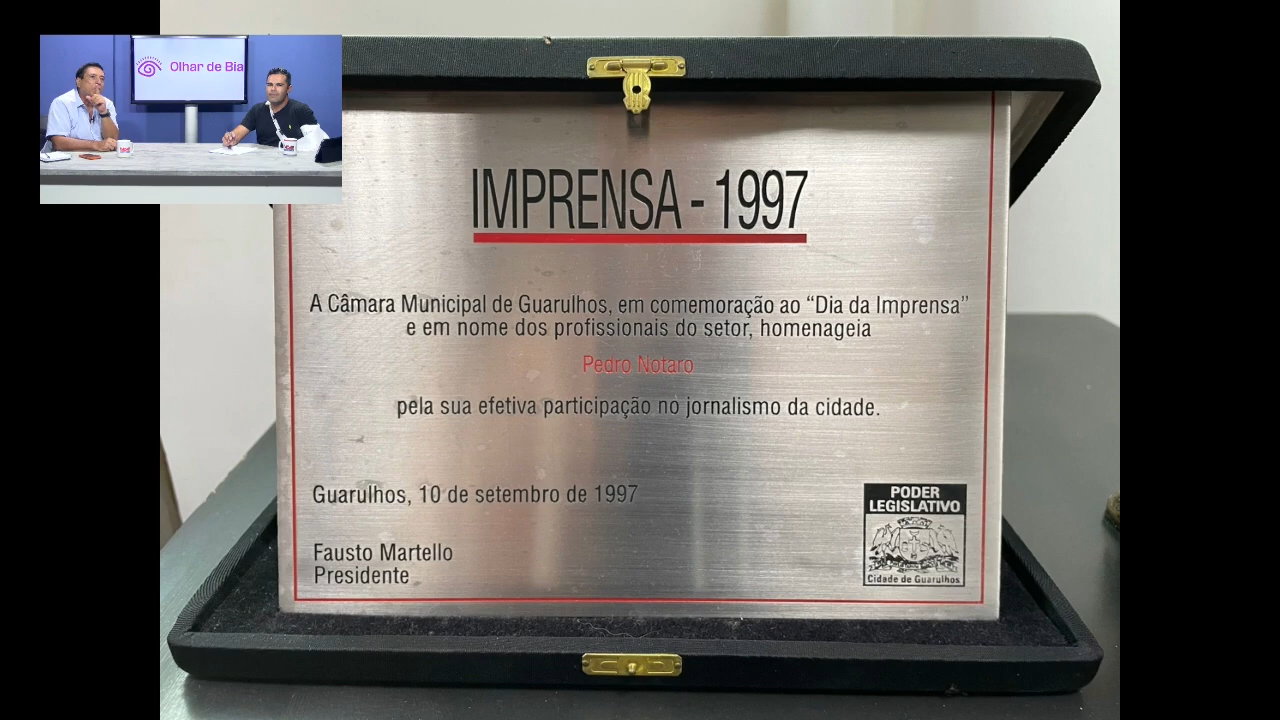 Olhar de Bia
IMPRENSA - 1997
A Câmara Municipal de Guarulhos, em comemoração ao “Dia da Imprensa”
e em nome dos profissionais do setor, homenageia
Pedro Notaro
pela sua efetiva participação no jornalismo da cidade.
Guarulhos, 10 de setembro de 1997
Fausto Martello
Presidente
PODER
LEGISLATIVO
Cidade de Guarulhos